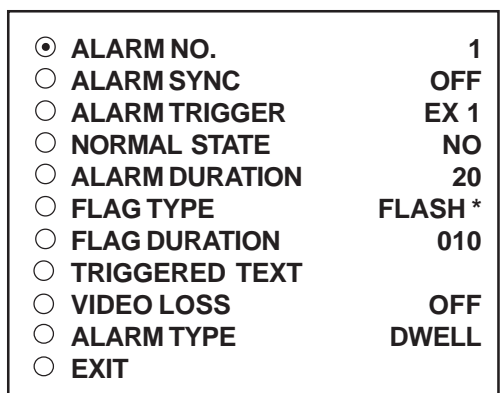 ALARM NO. 1
ALARM SYNC OFF
ALARM TRIGGER EX 1
NORMAL STATE NO
ALARM DURATION 20
FLAG TYPE FLASH *
FLAG DURATION 010
TRIGGERED TEXT
VIDEO LOSS OFF
ALARM TYPE DWELL
EXIT